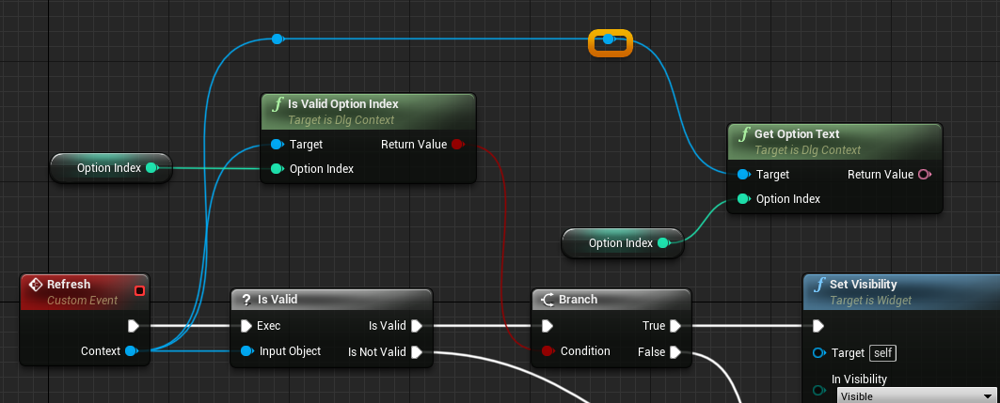 f Is Valid Option Index
Target is Dlg Context
Target Return Value
Option Index
Option Index
f Get Option Text
Target is Dlg Context
Target Return Value
Option Index
Option Index
Refresh
Custom Event
Context
? Is Valid
Exec Is Valid
Input Object Is Not Valid
Branch
True
Condition False
f Set Visibility
Target is Widget
Target self
In Visibility
Visible